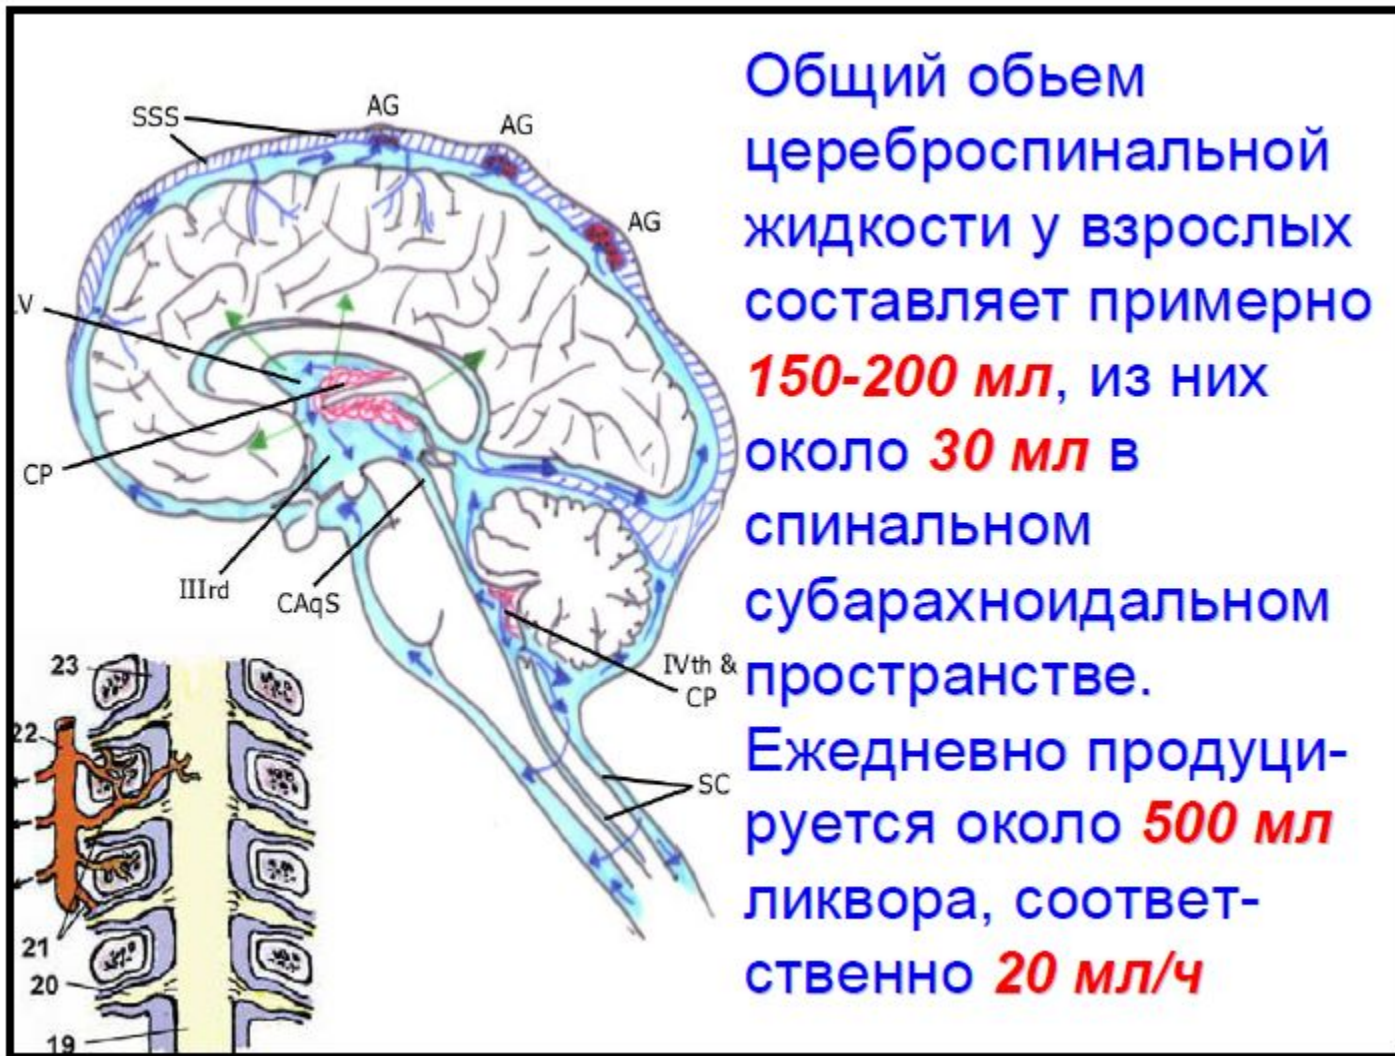 SSS
AG
AG
AG
LV
CP
IIIrd
CAqS
IVth &
CP
SC
23
22
21
20
19
Общий обьем
цереброспинальной
жидкости у взрослых
составляет примерно
150-200 мл, из них
около 30 мл в
спинальном
субарахноидальном
пространстве.
Ежедневно продуци-
руется около 500 мл
ликвора, соответ-
ственно 20 мл/ч